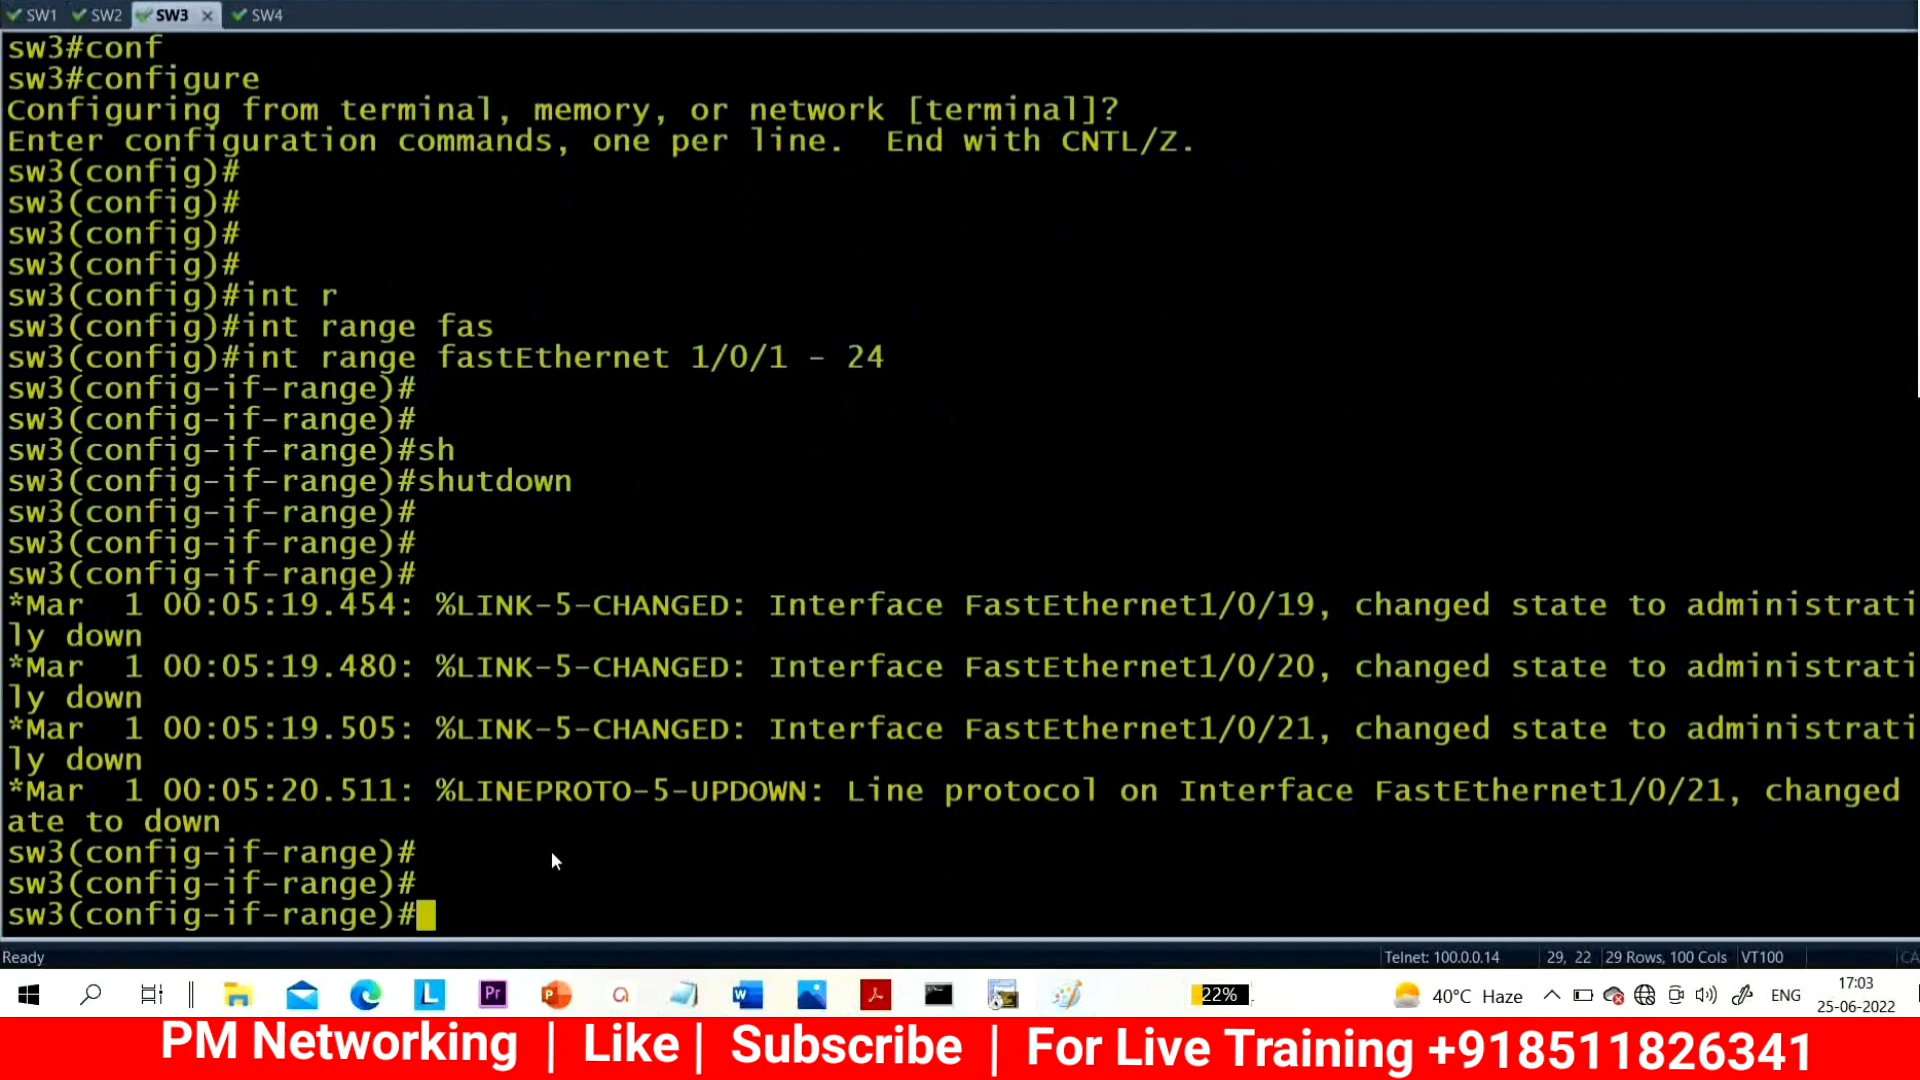 SW1 SW2 SW3 SW4
sw3#conf
sw3#configure
Configuring from terminal, memory, or network [terminal]?
Enter configuration commands, one per line.  End with CNTL/Z.
sw3(config)#
sw3(config)#
sw3(config)#
sw3(config)#
sw3(config)#int r
sw3(config)#int range fas
sw3(config)#int range fastEthernet 1/0/1 - 24
sw3(config-if-range)#
sw3(config-if-range)#
sw3(config-if-range)#sh
sw3(config-if-range)#shutdown
sw3(config-if-range)#
sw3(config-if-range)#
sw3(config-if-range)#
*Mar  1 00:05:19.454: %LINK-5-CHANGED: Interface FastEthernet1/0/19, changed state to administrati
ly down
*Mar  1 00:05:19.480: %LINK-5-CHANGED: Interface FastEthernet1/0/20, changed state to administrati
ly down
*Mar  1 00:05:19.505: %LINK-5-CHANGED: Interface FastEthernet1/0/21, changed state to administrati
ly down
*Mar  1 00:05:20.511: %LINEPROTO-5-UPDOWN: Line protocol on Interface FastEthernet1/0/21, changed
ate to down
sw3(config-if-range)#
sw3(config-if-range)#
sw3(config-if-range)#
Ready Telnet: 100.0.0.14 29, 22 29 Rows, 100 Cols VT100 CA
22% 40°C Haze ENG 17:03
25-06-2022
PM Networking | Like | Subscribe | For Live Training +918511826341